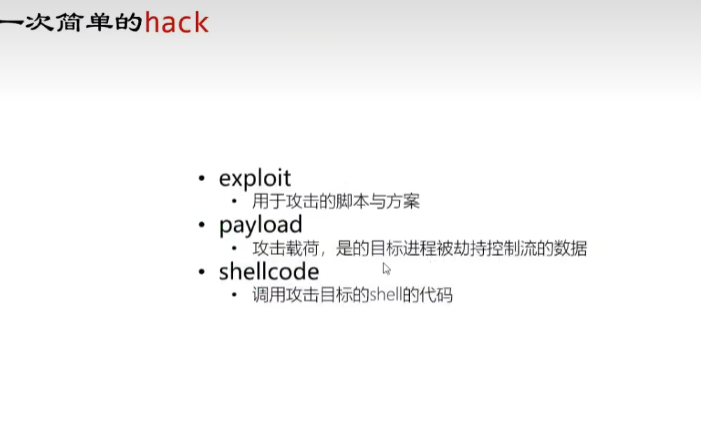 一次简单的hack
• exploit
• 用于攻击的脚本与方案
• payload
• 攻击载荷，是的目标进程被劫持控制流的数据
• shellcode
• 调用攻击目标的shell的代码